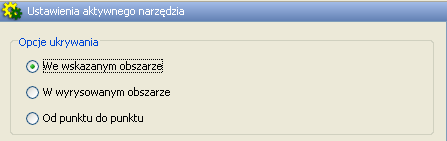 Ustawienia aktywnego narzędzia
Opcje ukrywania
We wskazanym obszarze
W wyrysowanym obszarze
Od punktu do punktu